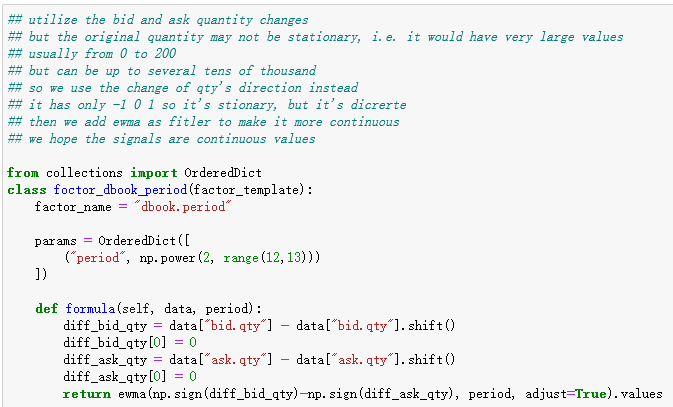 ## utilize the bid and ask quantity changes
## but the original quantity may not be stationary, i.e. it would have very large values
## usually from 0 to 200
## but can be up to several tens of thousand
## so we use the change of qty's direction instead
## it has only -1 0 1 so it's stionary, but it's dicrerte
## then we add ewma as fitler to make it more continuous
## we hope the signals are continuous values
from collections import OrderedDict
class foctor_dbook_period(factor_template):
    factor_name = "dbook.period"
    params = OrderedDict([
        ("period", np.power(2, range(12,13)))
    ])
    def formula(self, data, period):
        diff_bid_qty = data["bid.qty"] - data["bid.qty"].shift()
        diff_bid_qty[0] = 0
        diff_ask_qty = data["ask.qty"] - data["ask.qty"].shift()
        diff_ask_qty[0] = 0
        return ewma(np.sign(diff_bid_qty)-np.sign(diff_ask_qty), period, adjust=True).values